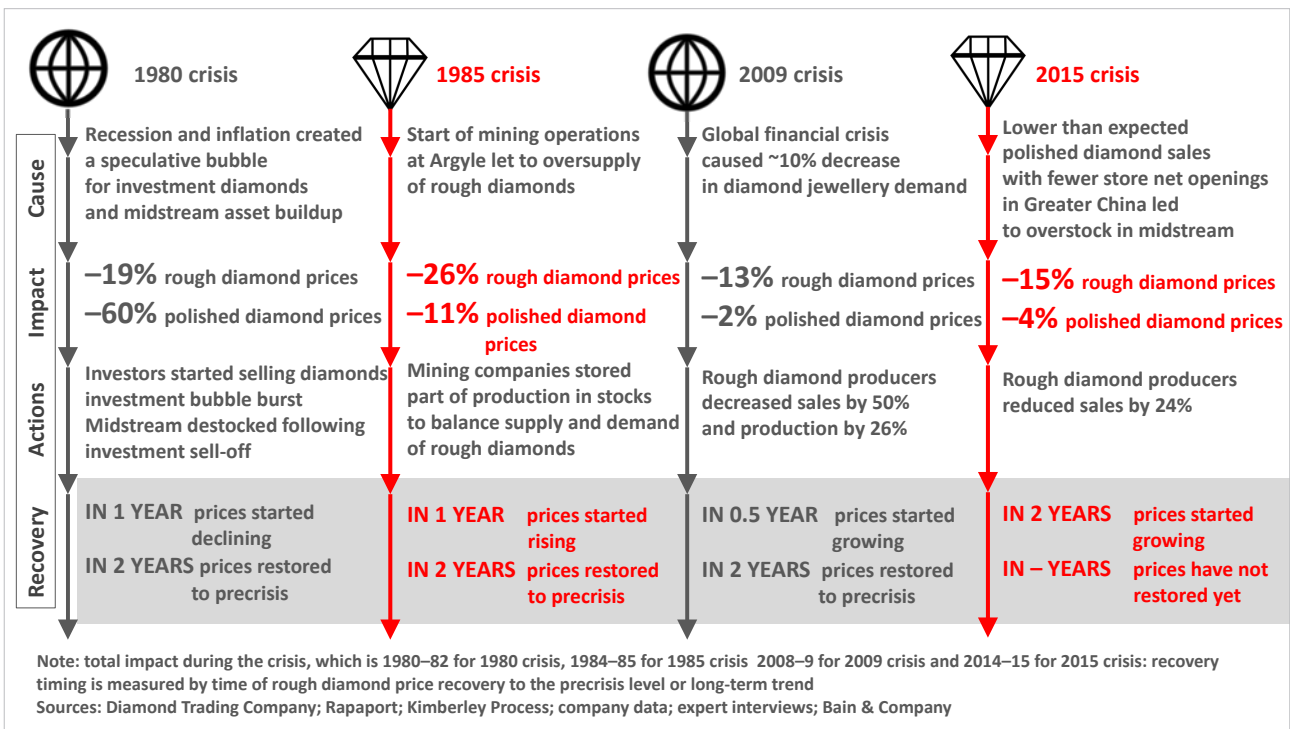 1980 crisis
1985 crisis
2009 crisis
2015 crisis
Cause
Recession and inflation created
a speculative bubble
for investment diamonds
and midstream asset buildup
Start of mining operations
at Argyle let to oversupply
of rough diamonds
Global financial crisis
caused ~10% decrease
in diamond jewellery demand
Lower than expected
polished diamond sales
with fewer store net openings
in Greater China led
to overstock in midstream
Impact
–19% rough diamond prices
–60% polished diamond prices
–26% rough diamond prices
–11% polished diamond
prices
–13% rough diamond prices
–2% polished diamond prices
–15% rough diamond prices
–4% polished diamond prices
Actions
Investors started selling diamonds
investment bubble burst
Midstream destocked following
investment sell-off
Mining companies stored
part of production in stocks
to balance supply and demand
of rough diamonds
Rough diamond producers
decreased sales by 50%
and production by 26%
Rough diamond producers
reduced sales by 24%
Recovery
IN 1 YEAR prices started
declining
IN 2 YEARS prices restored
to precrisis
IN 1 YEAR prices started
rising
IN 2 YEARS prices restored
to precrisis
IN 0.5 YEAR prices started
growing
IN 2 YEARS prices restored
to precrisis
IN 2 YEARS prices started
growing
IN – YEARS prices have not
restored yet
Note: total impact during the crisis, which is 1980–82 for 1980 crisis, 1984–85 for 1985 crisis 2008–9 for 2009 crisis and 2014–15 for 2015 crisis: recovery
timing is measured by time of rough diamond price recovery to the precrisis level or long-term trend
Sources: Diamond Trading Company; Rapaport; Kimberley Process; company data; expert interviews; Bain & Company